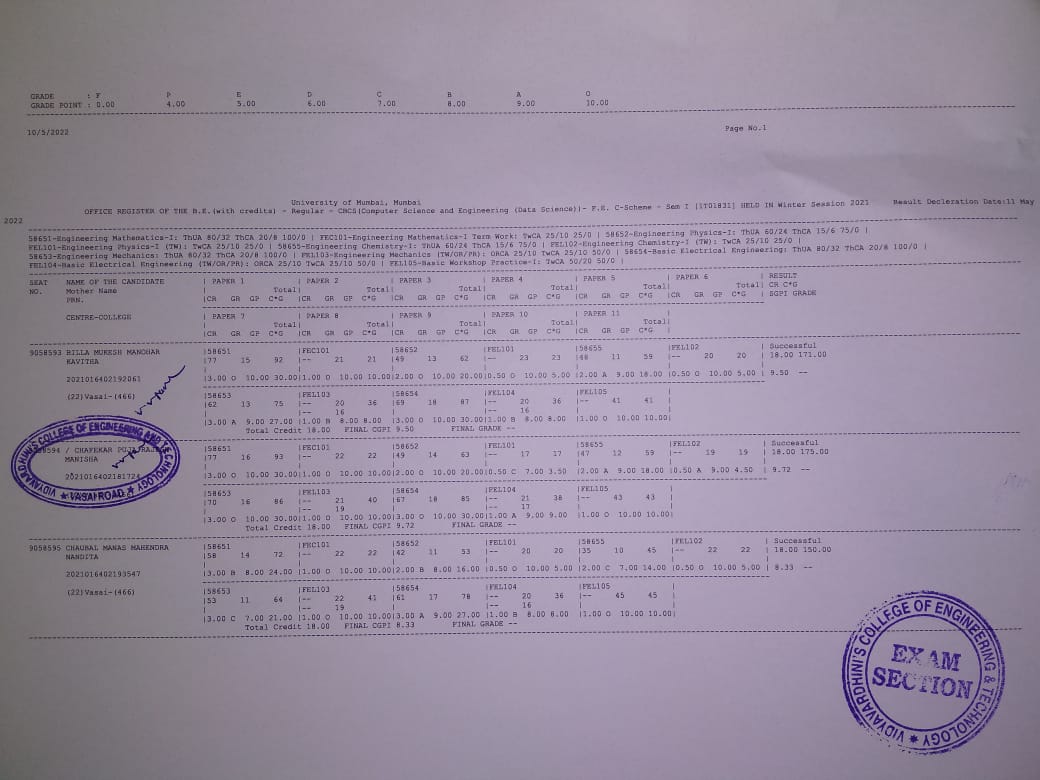 GRADE : F P E D C B A O
GRADE POINT : 0.00 4.00 5.00 6.00 7.00 8.00 9.00 10.00
10/5/2022 Page No.1
University of Mumbai, Mumbai
OFFICE REGISTER OF THE B.E.(with credits) - Regular - CBCS(Computer Science and Engineering (Data Science))- F.E. C-Scheme - Sem I [1T01831] HELD IN Winter Session 2021 Result Decleration Date:11 May
2022
58651-Engineering Mathematics-I: ThUA 80/32 ThCA 20/8 100/0 | FEC101-Engineering Mathematics-I Term Work: TwCA 25/10 25/0 | 58652-Engineering Physics-I: ThUA 60/24 ThCA 15/6 75/0 |
FEL101-Engineering Physics-I (TW): TwCA 25/10 25/0 | 58655-Engineering Chemistry-I: ThUA 60/24 ThCA 15/6 75/0 | FEL102-Engineering Chemistry-I (TW): TwCA 25/10 25/0 |
58653-Engineering Mechanics: ThUA 80/32 ThCA 20/8 100/0 | FEL103-Engineering Mechanics (TW/OR/PR): ORCA 25/10 TwCA 25/10 50/0 | 58654-Basic Electrical Engineering: ThUA 80/32 ThCA 20/8 100/0 |
FEL104-Basic Electrical Engineering (TW/OR/PR): ORCA 25/10 TwCA 25/10 50/0 | FEL105-Basic Workshop Practice-I: TwCA 50/20 50/0 |
SEAT NAME OF THE CANDIDATE | PAPER 1 | PAPER 2 | PAPER 3 | PAPER 4 | PAPER 5 | PAPER 6 | RESULT
NO. Mother Name Total| Total| Total| Total| Total| Total| CR C*G
PRN. |CR GR GP C*G |CR GR GP C*G |CR GR GP C*G |CR GR GP C*G |CR GR GP C*G |CR GR GP C*G | SGPI GRADE
CENTRE-COLLEGE | PAPER 7 | PAPER 8 | PAPER 9 | PAPER 10 | PAPER 11 |
Total| Total| Total| Total| Total|
|CR GR GP C*G |CR GR GP C*G |CR GR GP C*G |CR GR GP C*G |CR GR GP C*G |
9058593 BILLA MUKESH MANOHAR |58651 |FEC101 |58652 |FEL101 |58655 |FEL102 | Successful
KAVITHA |77 15 92 |-- 21 21 |49 13 62 |-- 23 23 |48 11 59 |-- 20 20 | 18.00 171.00
2021016402192061 |3.00 O 10.00 30.00|1.00 O 10.00 10.00|2.00 O 10.00 20.00|0.50 O 10.00 5.00 |2.00 A 9.00 18.00 |0.50 O 10.00 5.00 | 9.50 --
(22)Vasai-(466) |58653 |FEL103 |58654 |FEL104 |FEL105 |
|62 13 75 |-- 20 36 |69 18 87 |-- 20 36 |-- 41 41 |
| |-- 16 | |-- 16 | |
|3.00 A 9.00 27.00 |1.00 B 8.00 8.00 |3.00 O 10.00 30.00|1.00 B 8.00 8.00 |1.00 O 10.00 10.00|
Total Credit 18.00 FINAL CGPI 9.50 FINAL GRADE --
/ CHAFEKAR |58651 |FEC101 |58652 |FEL101 |58655 |FEL102 | Successful
MANISHA |77 16 93 |-- 22 22 |49 14 63 |-- 17 17 |47 12 59 |-- 19 19 | 18.00 175.00
2021016402181724 |3.00 O 10.00 30.00|1.00 O 10.00 10.00|2.00 O 10.00 20.00|0.50 C 7.00 3.50 |2.00 A 9.00 18.00 |0.50 A 9.00 4.50 | 9.72 --
|58653 |FEL103 |58654 |FEL104 |FEL105 |
|70 16 86 |-- 21 40 |67 18 85 |-- 21 38 |-- 43 43 |
| |-- 19 | |-- 17 | |
|3.00 O 10.00 30.00|1.00 O 10.00 10.00|3.00 O 10.00 30.00|1.00 A 9.00 9.00 |1.00 O 10.00 10.00|
Total Credit 18.00 FINAL CGPI 9.72 FINAL GRADE --
9058595 CHAUBAL MANAS MAHENDRA |58651 |FEC101 |58652 |FEL101 |58655 |FEL102 | Successful
NANDITA |58 14 72 |-- 22 22 |42 11 53 |-- 20 20 |35 10 45 |-- 22 22 | 18.00 150.00
2021016402193547 |3.00 B 8.00 24.00 |1.00 O 10.00 10.00|2.00 B 8.00 16.00 |0.50 O 10.00 5.00 |2.00 C 7.00 14.00 |0.50 O 10.00 5.00 | 8.33 --
(22)Vasai-(466) |58653 |FEL103 |58654 |FEL104 |FEL105 |
|53 11 64 |-- 22 41 |61 17 78 |-- 20 36 |-- 45 45 |
| |-- 19 | |-- 16 | |
|3.00 C 7.00 21.00 |1.00 O 10.00 10.00|3.00 A 9.00 27.00 |1.00 B 8.00 8.00 |1.00 O 10.00 10.00|
Total Credit 18.00 FINAL CGPI 8.33 FINAL GRADE --
VIDYAVARDHINI'S COLLEGE OF ENGINEERING AND TECHNOLOGY
★ VASAI ROAD ★
VIDYAVARDHINI'S COLLEGE OF ENGINEERING & TECHNOLOGY ★
EXAM
SECTION